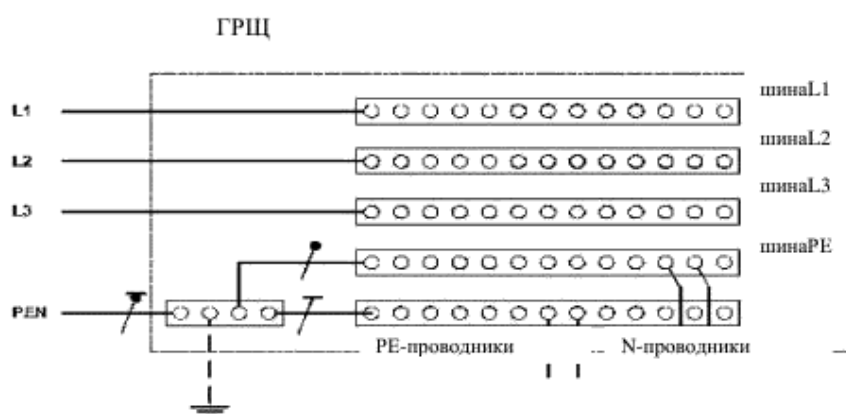 ГРЩ
шинаL1
L1
шинаL2
L2
шинаL3
L3
шинаPE
PEN
PE-проводники
N-проводники